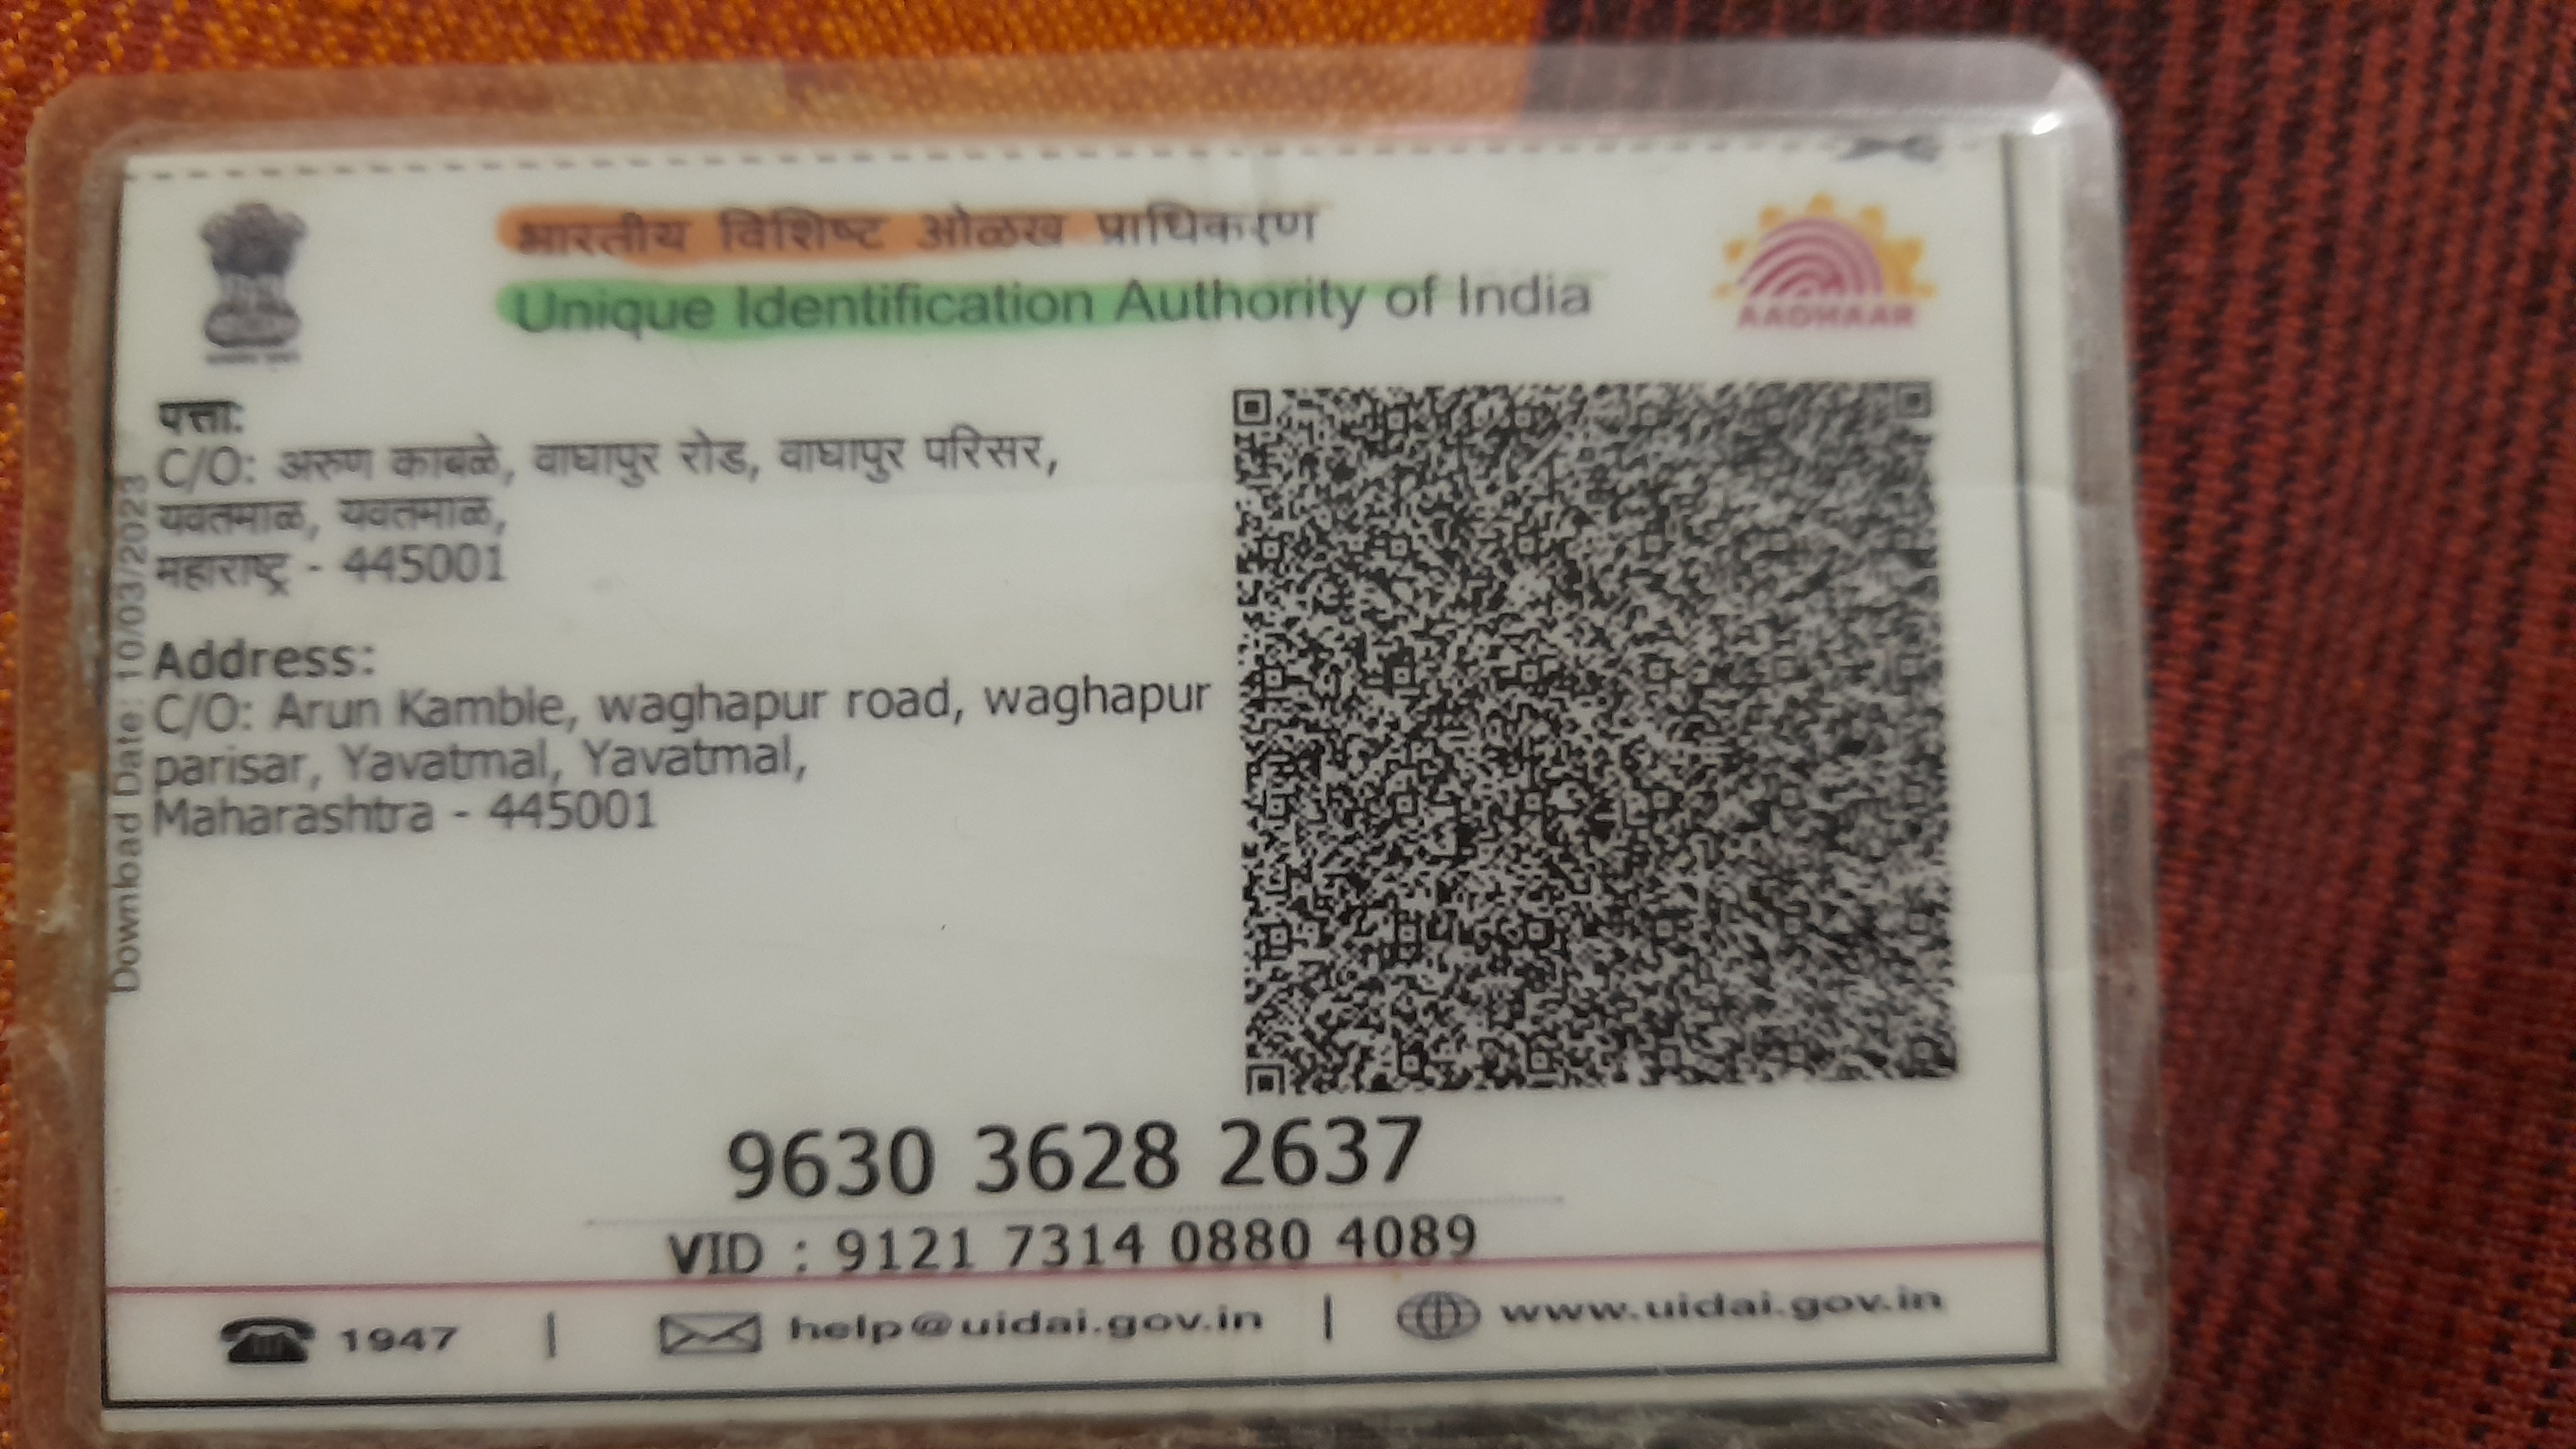 भारतीय विशिष्ट ओळख प्राधिकरण
Unique Identification Authority of India
AADHAAR
पत्ता:
C/O: अरुण काबळे, वाघापुर रोड, वाघापुर परिसर,
यवतमाळ, यवतमाळ,
महाराष्ट्र - 445001
Address:
C/O: Arun Kamble, waghapur road, waghapur
parisar, Yavatmal, Yavatmal,
Maharashtra - 445001
Download Date: 10/03/2023
9630 3628 2637
VID : 9121 7314 0880 4089
1947 | help@uidai.gov.in | www.uidai.gov.in